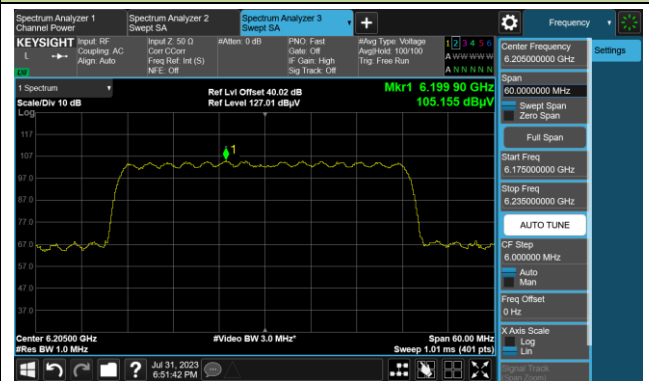 Spectrum Analyzer 1
Channel Power
Spectrum Analyzer 2
Swept SA
Spectrum Analyzer 3
Swept SA
Frequency
KEYSIGHT
L
Input: RF
Coupling: AC
Align: Auto
Input Z: 50 Ω
Corr CCorr
Freq Ref: Int (S)
NFE: Off
#Atten: 0 dB
PNO: Fast
Gate: Off
IF Gain: High
Sig Track: Off
#Avg Type: Voltage
Avg|Hold: 100/100
Trig: Free Run
1 2 3 4 5 6
A W W W W W
A N N N N N
1 Spectrum
Scale/Div 10 dB
Log
Ref Lvl Offset 40.02 dB
Ref Level 127.01 dBµV
Mkr1 6.199 90 GHz
105.155 dBµV
117
107
97.0
87.0
77.0
67.0
57.0
47.0
37.0
1
Center 6.20500 GHz
#Res BW 1.0 MHz
#Video BW 3.0 MHz*
Span 60.00 MHz
Sweep 1.01 ms (401 pts)
Jul 31, 2023
6:51:42 PM
Center Frequency
6.205000000 GHz
Settings
Span
60.0000000 MHz
Swept Span
Zero Span
Full Span
Start Freq
6.175000000 GHz
Stop Freq
6.235000000 GHz
AUTO TUNE
CF Step
6.000000 MHz
Auto
Man
Freq Offset
0 Hz
X Axis Scale
Log
Lin
Signal Track
(Span Zoom)